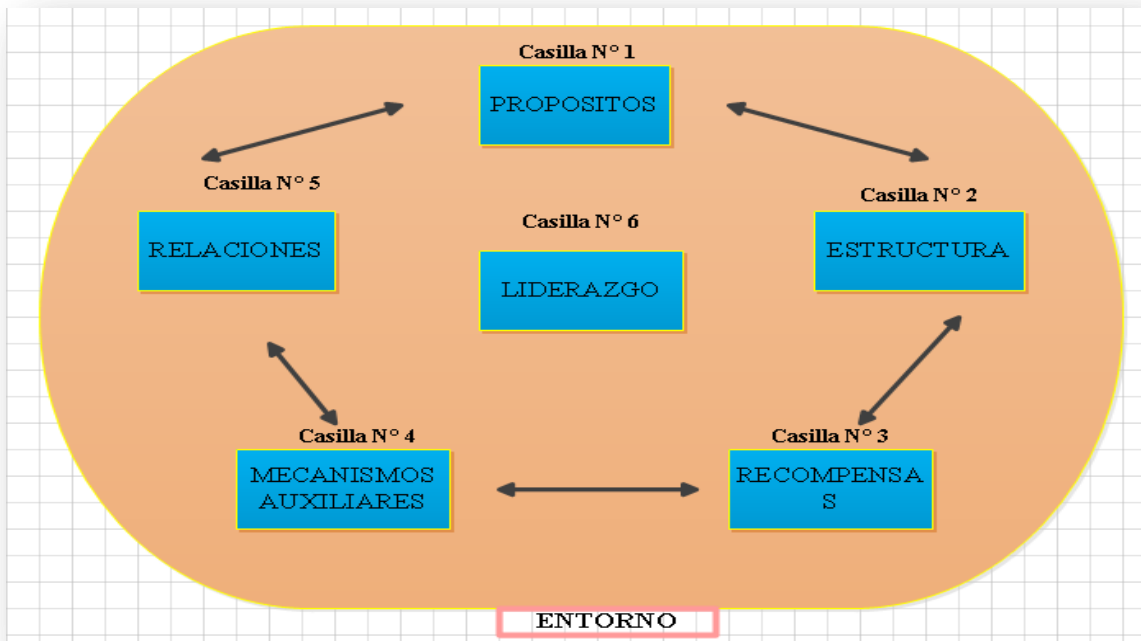 Casilla N° 1
PROPOSITOS
Casilla N° 5
RELACIONES
Casilla N° 6
LIDERAZGO
Casilla N° 2
ESTRUCTURA
Casilla N° 4
MECANISMOS
AUXILIARES
Casilla N° 3
RECOMPENSA
S
ENTORNO